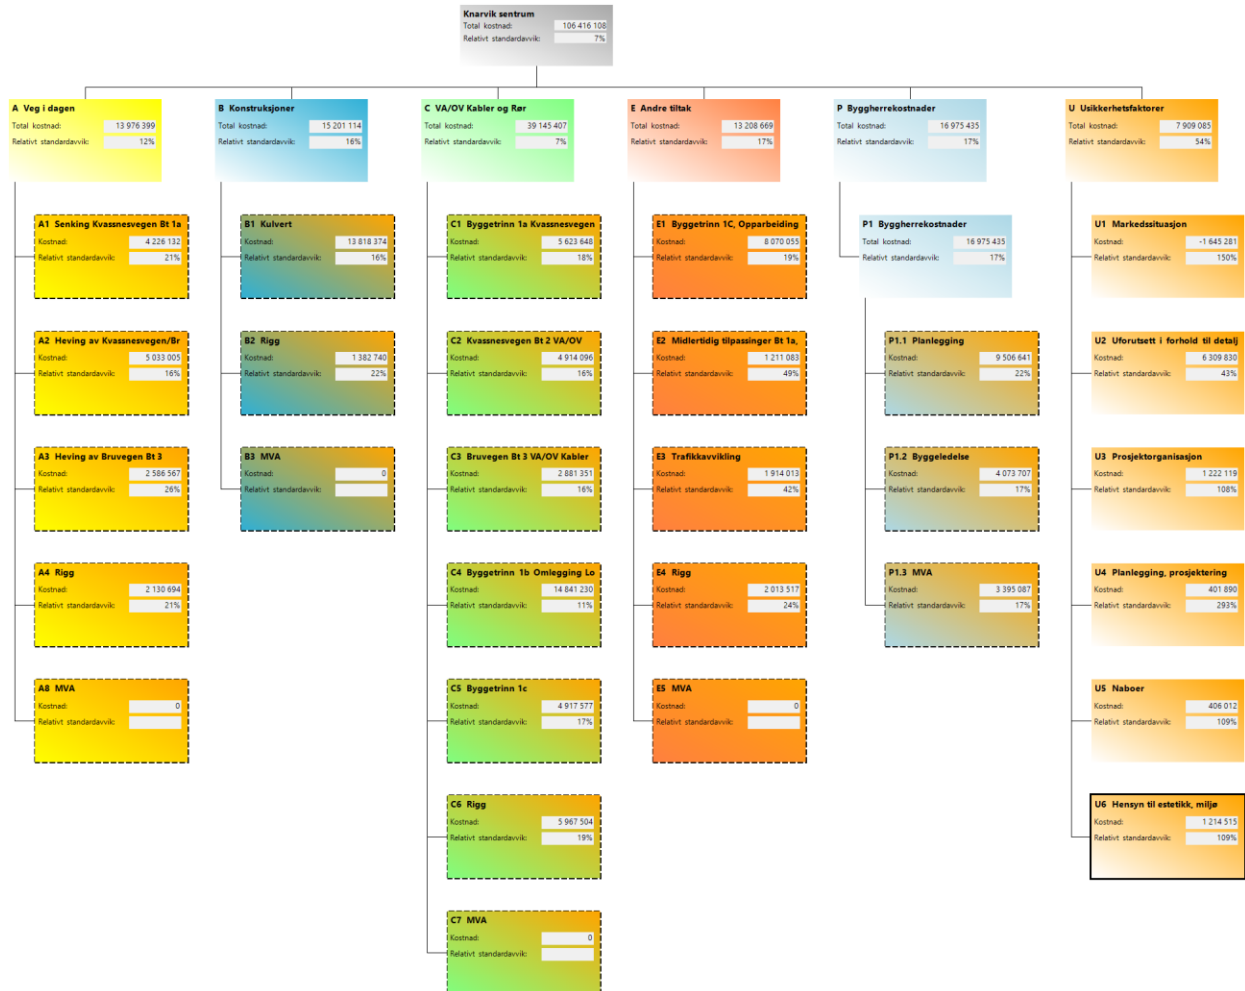 Knarvik sentrum
Total kostnad: 106 416 108
Relativt standardavvik: 7%
A Veg i dagen
Total kostnad: 13 976 399
Relativt standardavvik: 12%
A1 Senking Kvassnesvegen Bt 1a
Kostnad: 4 226 132
Relativt standardavvik: 21%
A2 Heving av Kvassnesvegen/Br
Kostnad: 5 033 005
Relativt standardavvik: 16%
A3 Heving av Bruvegen Bt 3
Kostnad: 2 586 567
Relativt standardavvik: 26%
A4 Rigg
Kostnad: 2 130 694
Relativt standardavvik: 21%
A8 MVA
Kostnad: 0
Relativt standardavvik:
B Konstruksjoner
Total kostnad: 15 201 114
Relativt standardavvik: 16%
B1 Kulvert
Kostnad: 13 818 374
Relativt standardavvik: 16%
B2 Rigg
Kostnad: 1 382 740
Relativt standardavvik: 22%
B3 MVA
Kostnad: 0
Relativt standardavvik:
C VA/OV Kabler og Rør
Total kostnad: 39 145 407
Relativt standardavvik: 7%
C1 Byggetrinn 1a Kvassnesvegen
Kostnad: 5 623 648
Relativt standardavvik: 18%
C2 Kvassnesvegen Bt 2 VA/OV
Kostnad: 4 914 096
Relativt standardavvik: 16%
C3 Bruvegen Bt 3 VA/OV Kabler
Kostnad: 2 881 351
Relativt standardavvik: 16%
C4 Byggetrinn 1b Omlegging Lo
Kostnad: 14 841 230
Relativt standardavvik: 11%
C5 Byggetrinn 1c
Kostnad: 4 917 577
Relativt standardavvik: 17%
C6 Rigg
Kostnad: 5 967 504
Relativt standardavvik: 19%
C7 MVA
Kostnad: 0
Relativt standardavvik:
E Andre tiltak
Total kostnad: 13 208 669
Relativt standardavvik: 17%
E1 Byggetrinn 1C, Opparbeiding
Kostnad: 8 070 055
Relativt standardavvik: 19%
E2 Midlertidig tilpassinger Bt 1a,
Kostnad: 1 211 083
Relativt standardavvik: 49%
E3 Trafikkavvikling
Kostnad: 1 914 013
Relativt standardavvik: 42%
E4 Rigg
Kostnad: 2 013 517
Relativt standardavvik: 24%
E5 MVA
Kostnad: 0
Relativt standardavvik:
P Byggherrekostnader
Total kostnad: 16 975 435
Relativt standardavvik: 17%
P1 Byggherrekostnader
Total kostnad: 16 975 435
Relativt standardavvik: 17%
P1.1 Planlegging
Kostnad: 9 506 641
Relativt standardavvik: 22%
P1.2 Byggeledelse
Kostnad: 4 073 707
Relativt standardavvik: 17%
P1.3 MVA
Kostnad: 3 395 087
Relativt standardavvik: 17%
U Usikkerhetsfaktorer
Total kostnad: 7 909 085
Relativt standardavvik: 54%
U1 Markedssituasjon
Kostnad: -1 645 281
Relativt standardavvik: 150%
U2 Uforutsett i forhold til detalj
Kostnad: 6 309 830
Relativt standardavvik: 43%
U3 Prosjektorganisasjon
Kostnad: 1 222 119
Relativt standardavvik: 108%
U4 Planlegging, prosjektering
Kostnad: 401 890
Relativt standardavvik: 293%
U5 Naboer
Kostnad: 406 012
Relativt standardavvik: 109%
U6 Hensyn til estetikk, miljø
Kostnad: 1 214 515
Relativt standardavvik: 109%